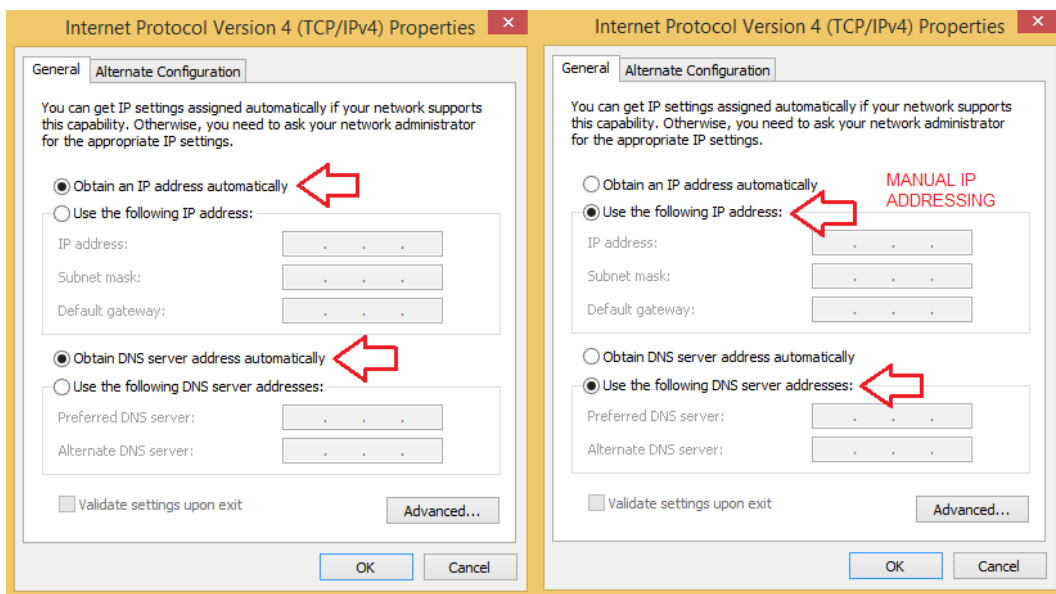 Internet Protocol Version 4 (TCP/IPv4) Properties
General
Alternate Configuration
You can get IP settings assigned automatically if your network supports
this capability. Otherwise, you need to ask your network administrator
for the appropriate IP settings.
Obtain an IP address automatically
Use the following IP address:
IP address:
Subnet mask:
Default gateway:
Obtain DNS server address automatically
Use the following DNS server addresses:
Preferred DNS server:
Alternate DNS server:
Validate settings upon exit
Advanced...
OK
Cancel
Internet Protocol Version 4 (TCP/IPv4) Properties
General
Alternate Configuration
You can get IP settings assigned automatically if your network supports
this capability. Otherwise, you need to ask your network administrator
for the appropriate IP settings.
Obtain an IP address automatically
MANUAL IP
ADDRESSING
Use the following IP address:
IP address:
Subnet mask:
Default gateway:
Obtain DNS server address automatically
Use the following DNS server addresses:
Preferred DNS server:
Alternate DNS server:
Validate settings upon exit
Advanced...
OK
Cancel